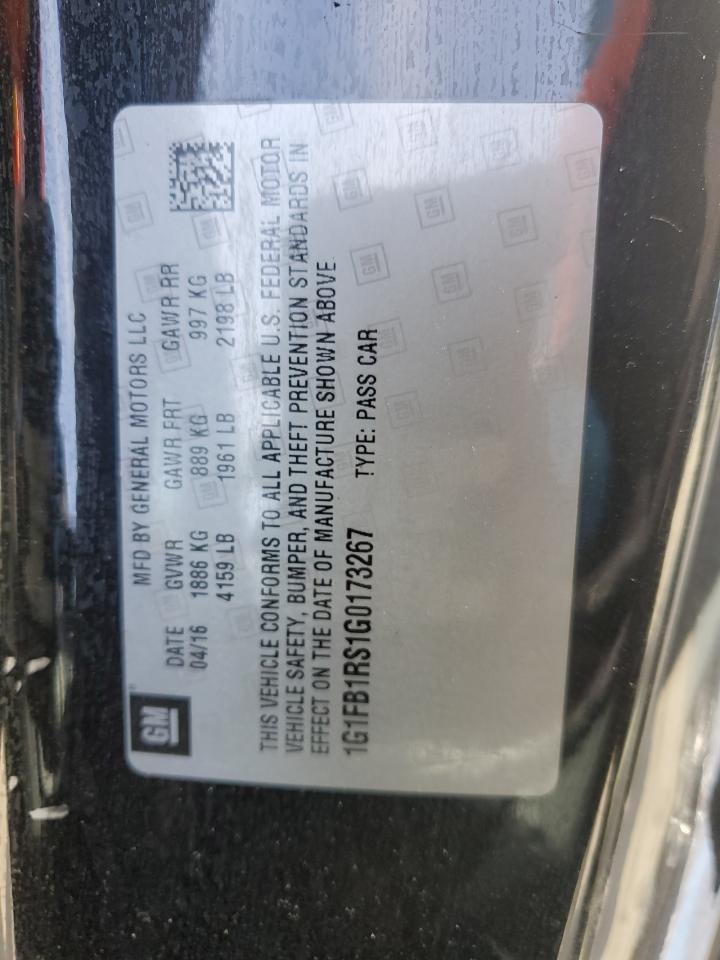 GM
MFD BY GENERAL MOTORS LLC
DATE GVWR GAWR FRT GAWR RR
04/16 1886 KG 889 KG 997 KG
4159 LB 1961 LB 2198 LB
THIS VEHICLE CONFORMS TO ALL APPLICABLE U.S. FEDERAL MOTOR
VEHICLE SAFETY, BUMPER, AND THEFT PREVENTION STANDARDS IN
EFFECT ON THE DATE OF MANUFACTURE SHOWN ABOVE
1G1FB1RS1G0173267 TYPE: PASS CAR